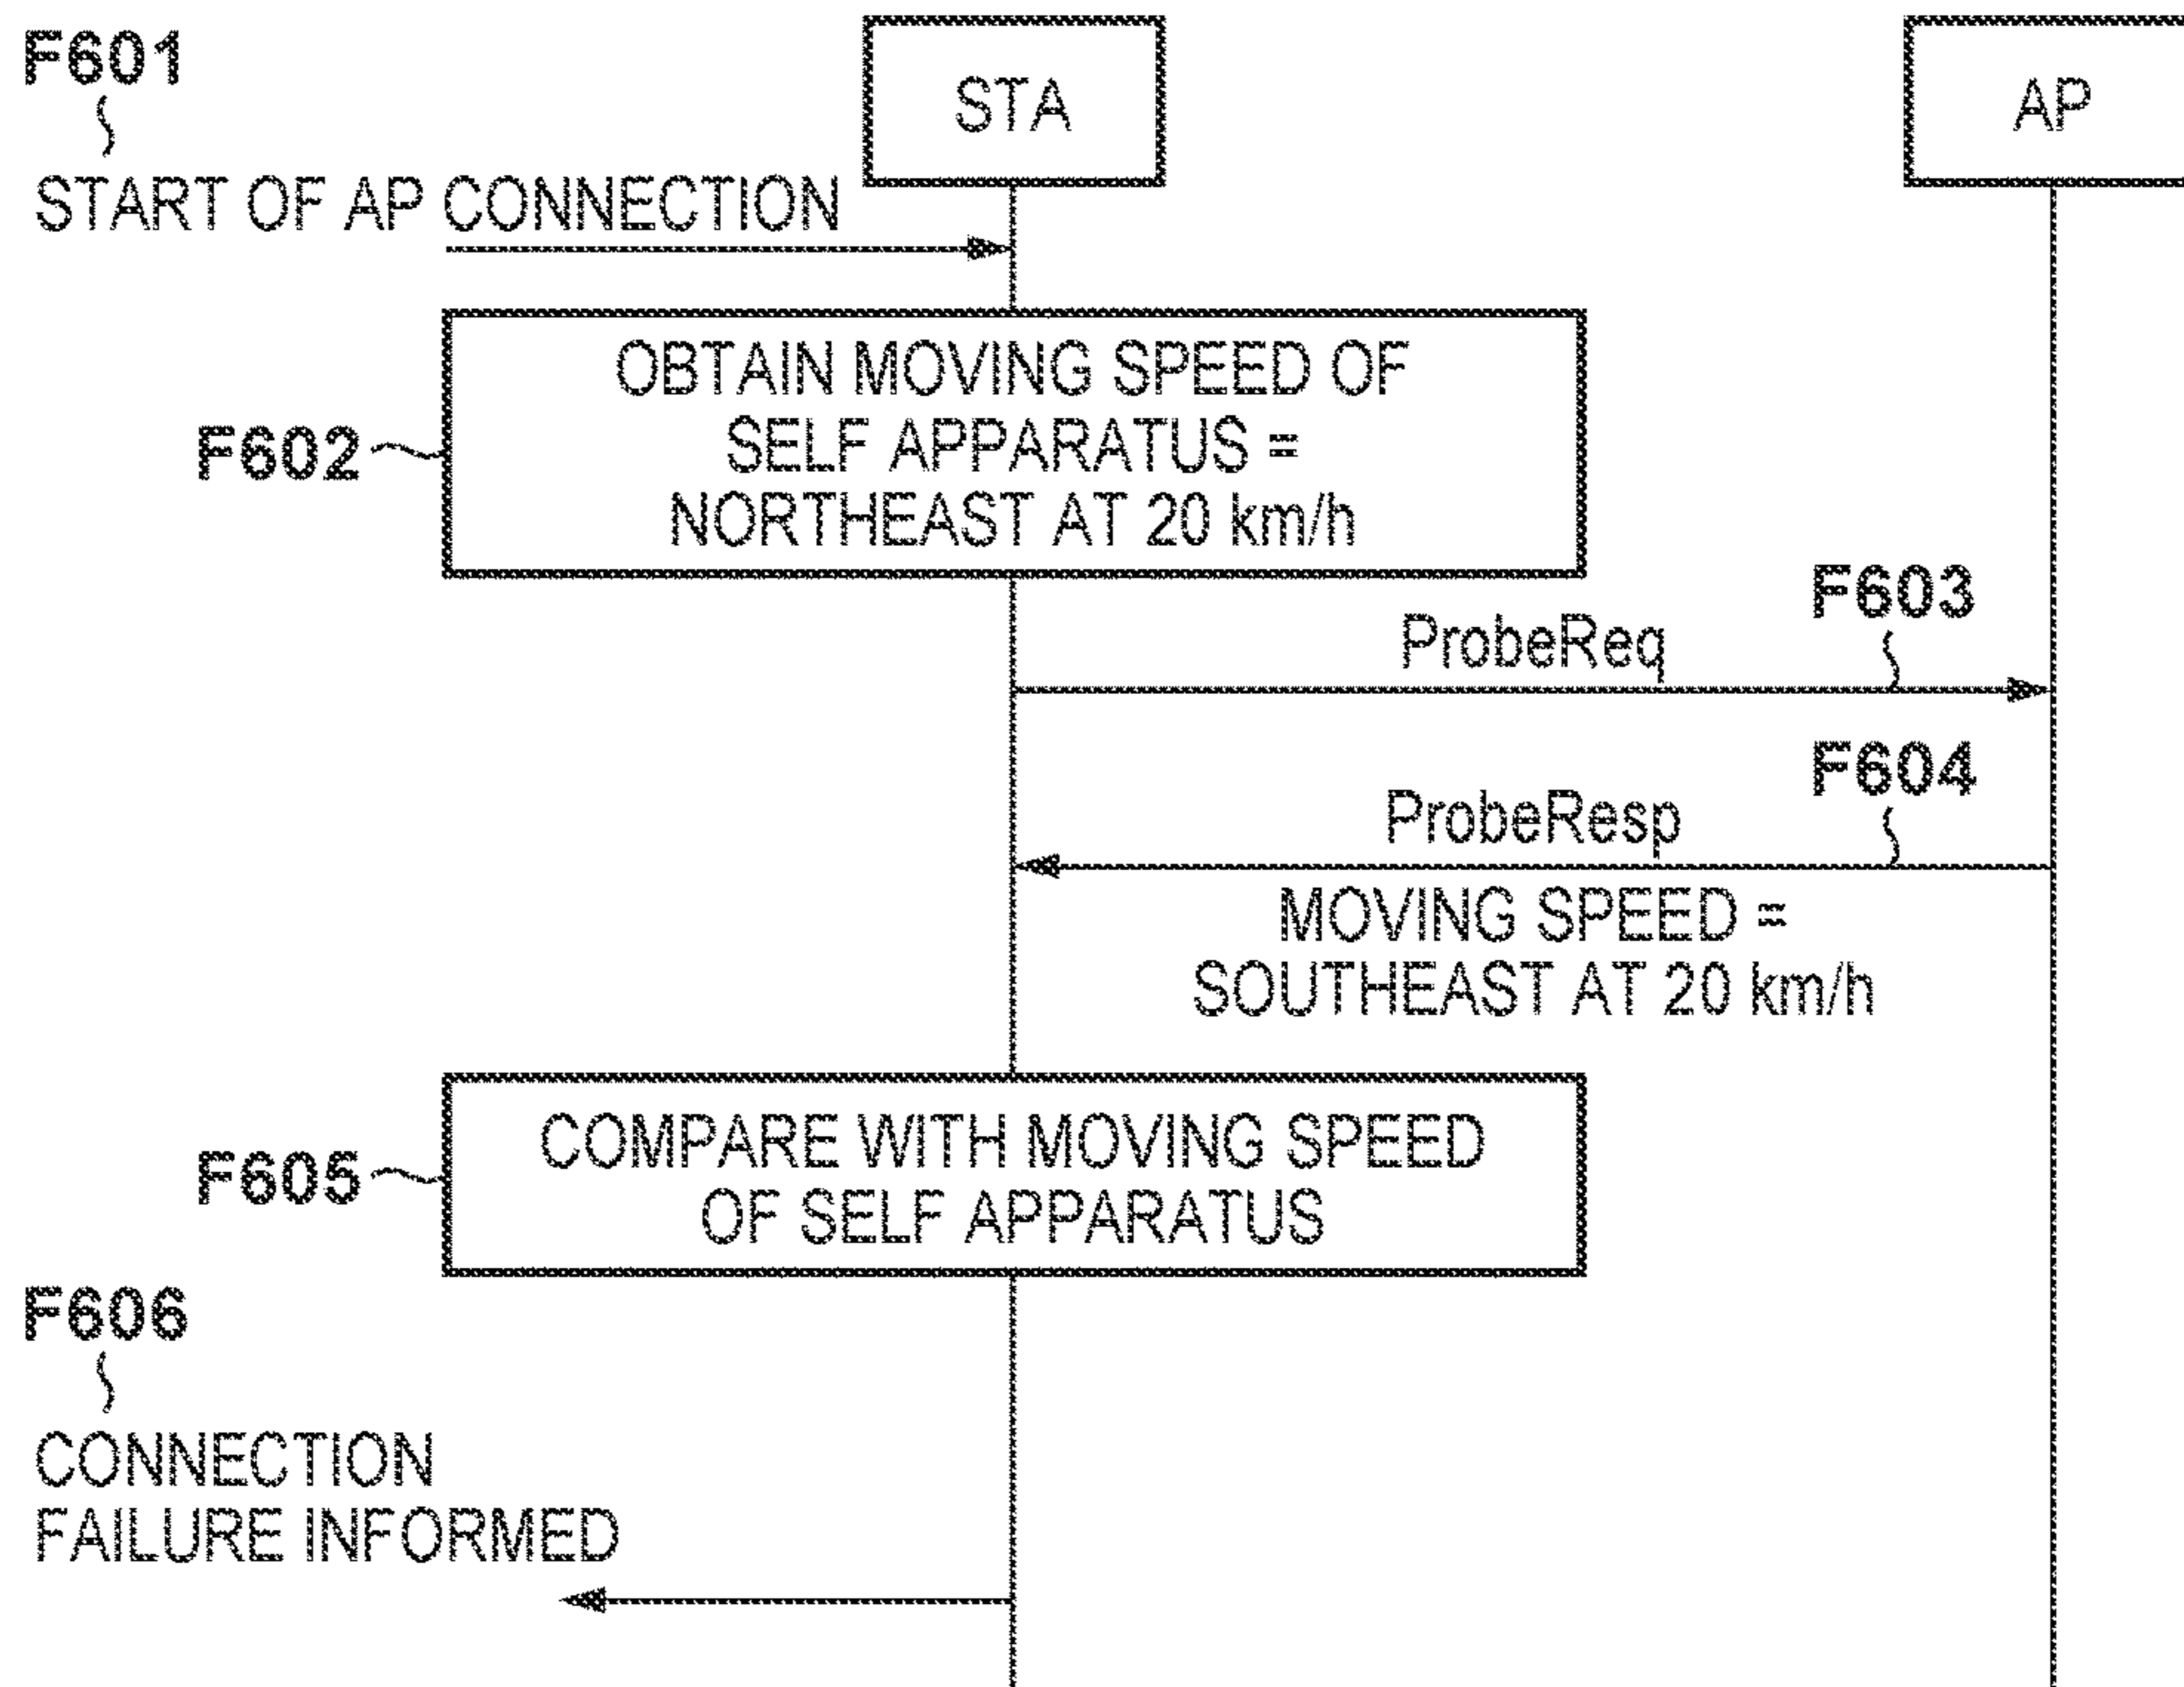 F601
STA
AP
START OF AP CONNECTION
OBTAIN MOVING SPEED OF
SELF APPARATUS =
NORTHEAST AT 20 km/h
F602
F603
ProbeReq
F604
ProbeResp
MOVING SPEED =
SOUTHEAST AT 20 km/h
COMPARE WITH MOVING SPEED
OF SELF APPARATUS
F605
F606
CONNECTION
FAILURE INFORMED